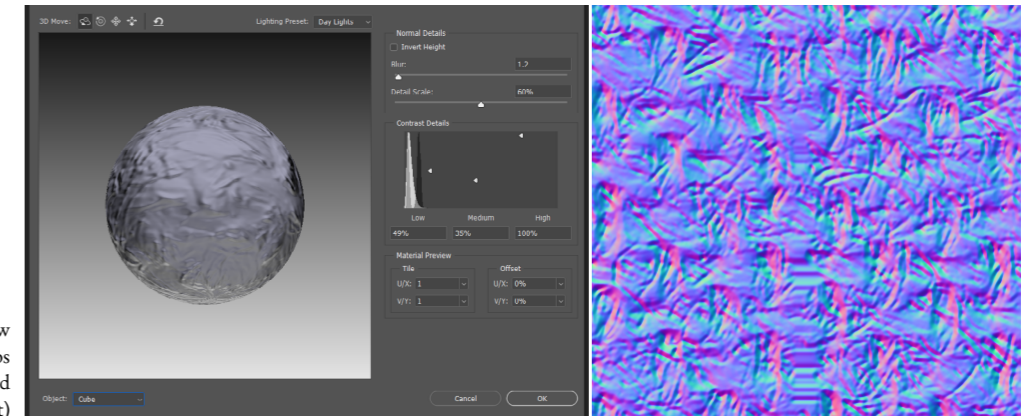 3D Move:
Lighting Preset: Day Lights
Normal Details
Invert Height
Blur: 1.2
Detail Scale: 60%
Contrast Details
Low Medium High
49% 35% 100%
Material Preview
Tile Offset
U/X: 1 U/X: 0%
V/Y: 1 V/Y: 0%
Object: Cube
Cancel OK